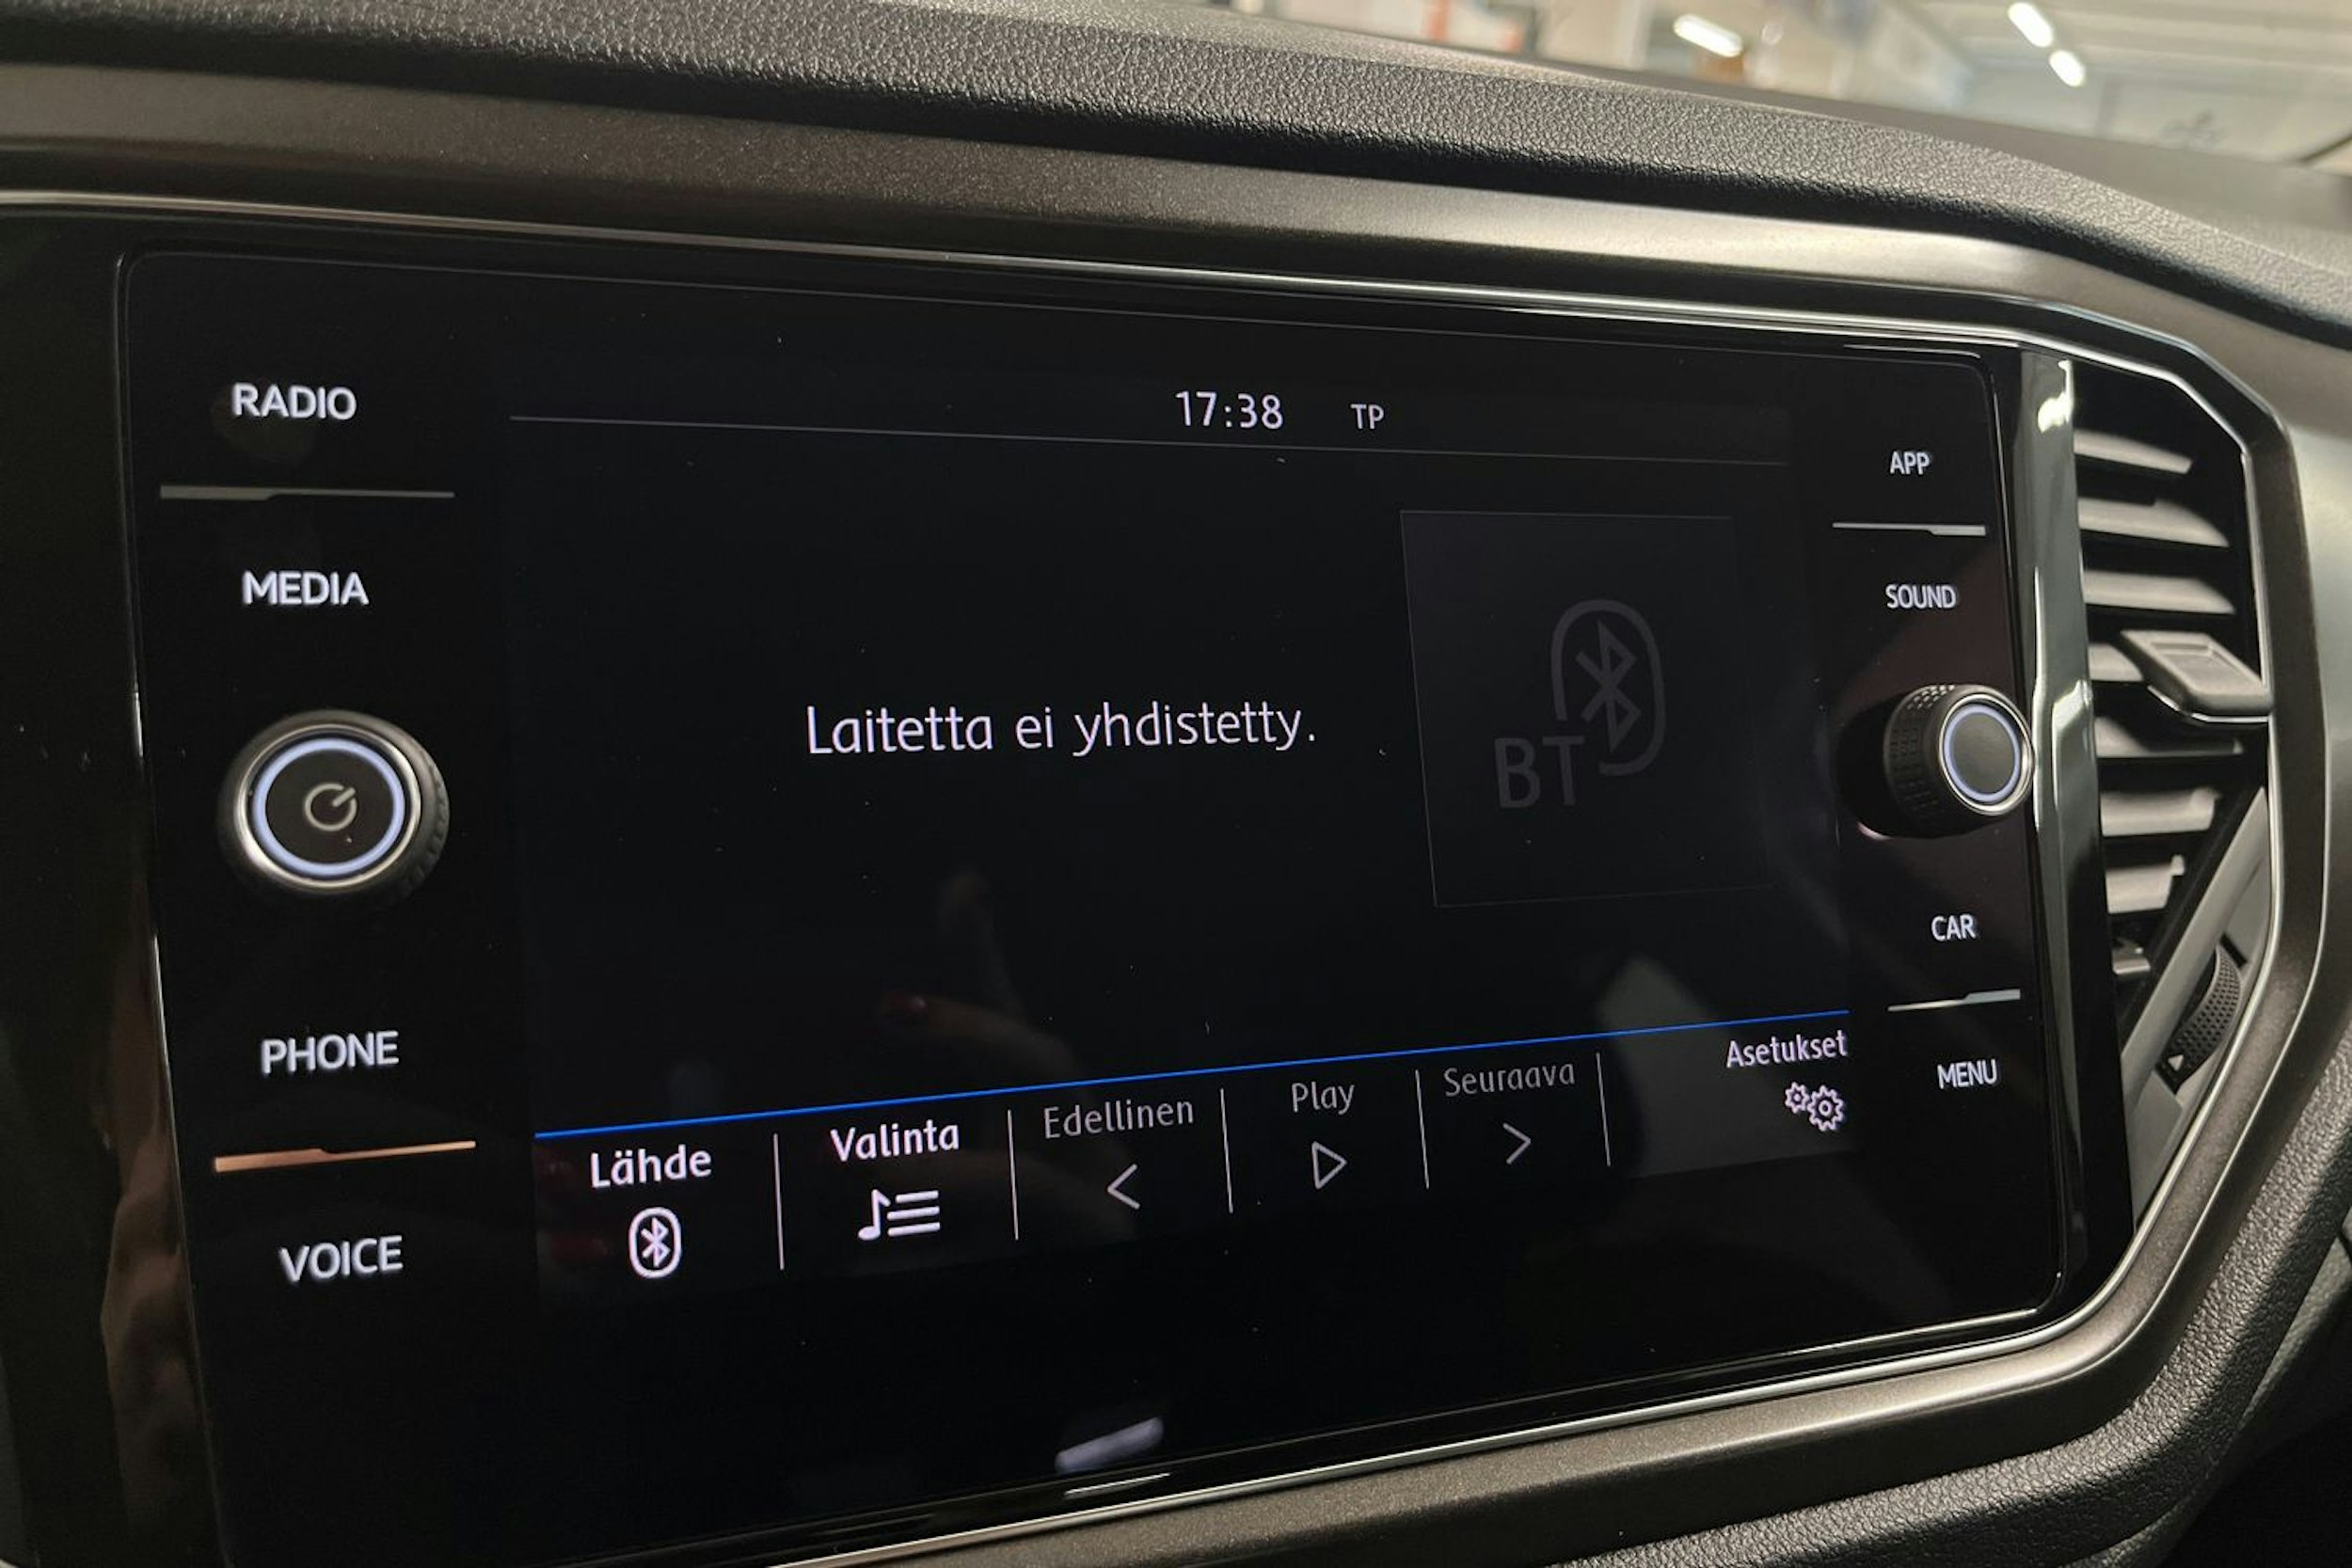 RADIO
MEDIA
PHONE
VOICE
17:38 TP
Laitetta ei yhdistetty.
BT
Lähde
Valinta
Edellinen
Play
Seuraava
Asetukset
APP
SOUND
CAR
MENU